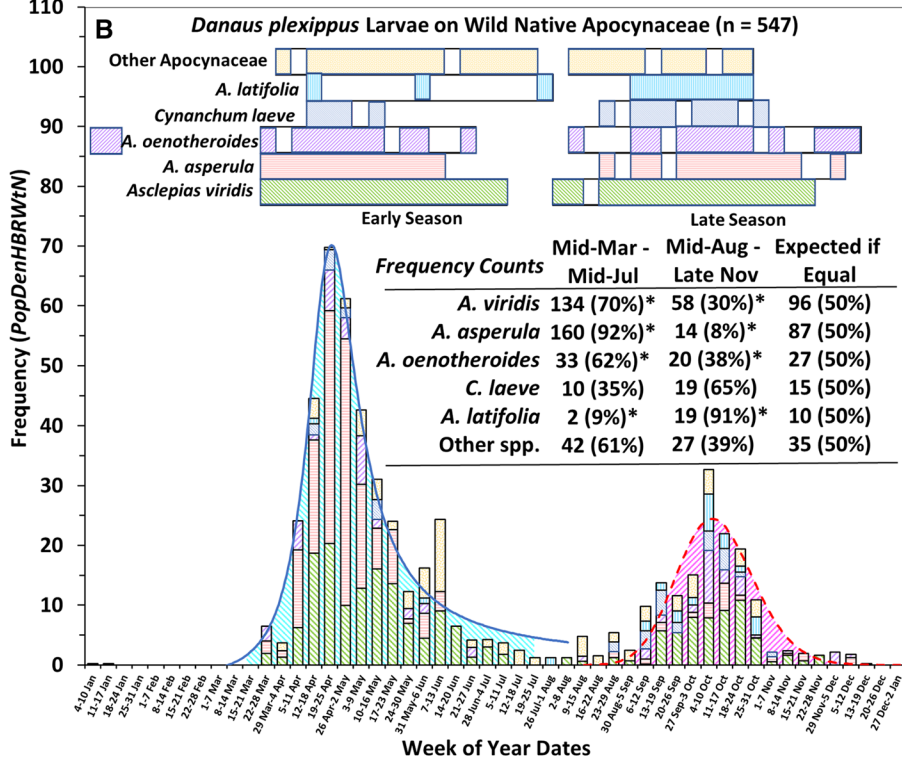 B
Danaus plexippus Larvae on Wild Native Apocynaceae (n = 547)
Other Apocynaceae
A. latifolia
Cynanchum laeve
A. oenotheroides
A. asperula
Asclepias viridis
Early Season
Late Season
Frequency Counts
Mid-Mar - Mid-Jul
Mid-Aug - Late Nov
Expected if Equal
A. viridis 134 (70%)* 58 (30%)* 96 (50%)
A. asperula 160 (92%)* 14 (8%)* 87 (50%)
A. oenotheroides 33 (62%)* 20 (38%)* 27 (50%)
C. laeve 10 (35%) 19 (65%) 15 (50%)
A. latifolia 2 (9%)* 19 (91%)* 10 (50%)
Other spp. 42 (61%) 27 (39%) 35 (50%)
Frequency (PopDenHBRWtN)
110
100
90
80
70
60
50
40
30
20
10
0
4-10 Jan
11-17 Jan
18-24 Jan
25-31 Jan
1-7 Feb
8-14 Feb
15-21 Feb
22-28 Feb
1-7 Mar
8-14 Mar
15-21 Mar
22-28 Mar
29 Mar-4 Apr
5-11 Apr
12-18 Apr
19-25 Apr
26 Apr-2 May
3-9 May
10-16 May
17-23 May
24-30 May
31 May-6 Jun
7-13 Jun
14-20 Jun
21-27 Jun
28 Jun-4 Jul
5-11 Jul
12-18 Jul
19-25 Jul
26 Jul-1 Aug
2-8 Aug
9-15 Aug
16-22 Aug
23-29 Aug
30 Aug-5 Sep
6-12 Sep
13-19 Sep
20-26 Sep
27 Sep-3 Oct
4-10 Oct
11-17 Oct
18-24 Oct
25-31 Oct
1-7 Nov
8-14 Nov
15-21 Nov
22-28 Nov
29 Nov-5 Dec
5-12 Dec
13-19 Dec
20-26 Dec
27 Dec-2 Jan
Week of Year Dates